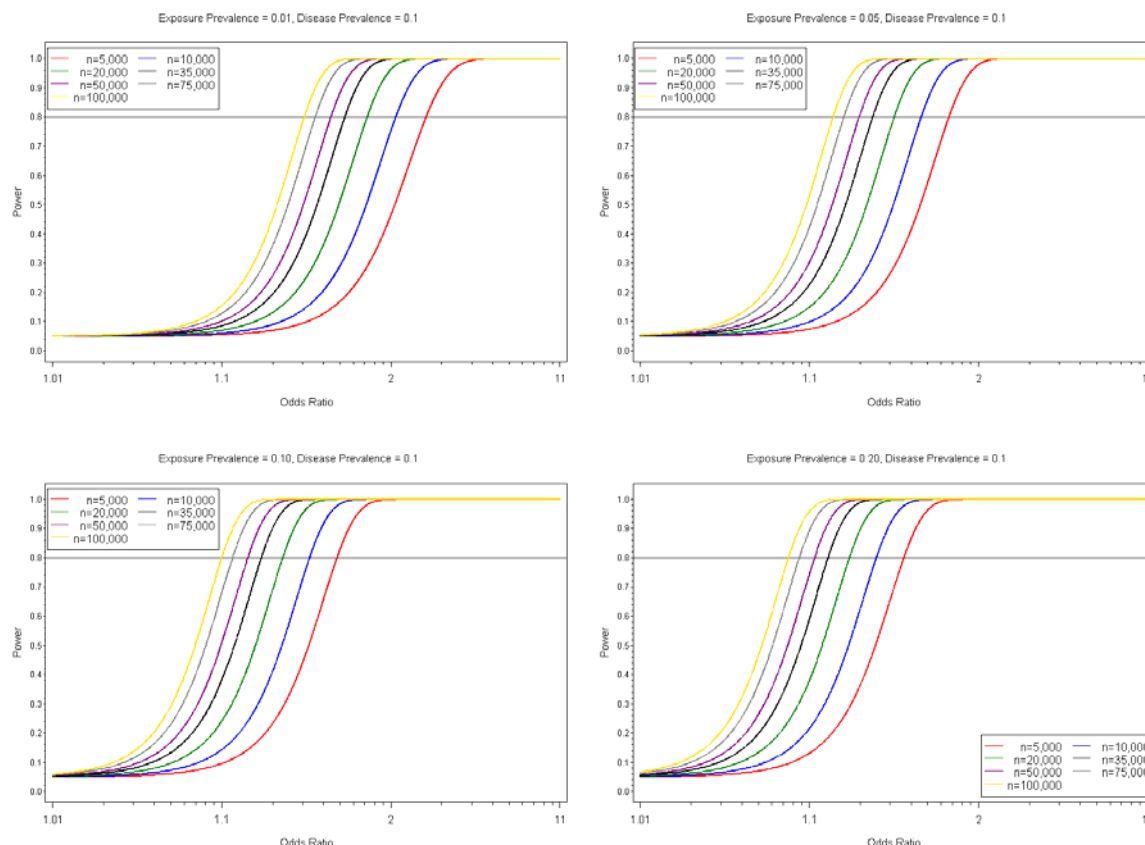 Exposure Prevalence = 0.01, Disease Prevalence = 0.1
n=5,000 n=10,000
n=20,000 n=35,000
n=50,000 n=75,000
n=100,000
1.0
0.9
0.8
0.7
0.6
0.5
0.4
0.3
0.2
0.1
0.0
Power
1.01 1.1 2 11
Odds Ratio
Exposure Prevalence = 0.05, Disease Prevalence = 0.1
n=5,000 n=10,000
n=20,000 n=35,000
n=50,000 n=75,000
n=100,000
1.0
0.9
0.8
0.7
0.6
0.5
0.4
0.3
0.2
0.1
0.0
Power
1.01 1.1 2 1
Odds Ratio
Exposure Prevalence = 0.10, Disease Prevalence = 0.1
n=5,000 n=10,000
n=20,000 n=35,000
n=50,000 n=75,000
n=100,000
1.0
0.9
0.8
0.7
0.6
0.5
0.4
0.3
0.2
0.1
0.0
Power
1.01 1.1 2 11
Odds Ratio
Exposure Prevalence = 0.20, Disease Prevalence = 0.1
1.0
0.9
0.8
0.7
0.6
0.5
0.4
0.3
0.2
0.1
0.0
Power
n=5,000 n=10,000
n=20,000 n=35,000
n=50,000 n=75,000
n=100,000
1.01 1.1 2 1
Odds Ratio